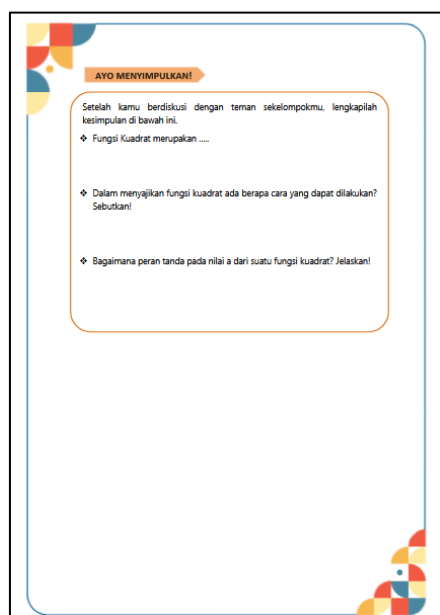 AYO MENYIMPULKAN!
Setelah kamu berdiskusi dengan teman sekelompokmu, lengkapilah
kesimpulan di bawah ini.
❖ Fungsi Kuadrat merupakan .....
❖ Dalam menyajikan fungsi kuadrat ada berapa cara yang dapat dilakukan?
Sebutkan!
❖ Bagaimana peran tanda pada nilai a dari suatu fungsi kuadrat? Jelaskan!